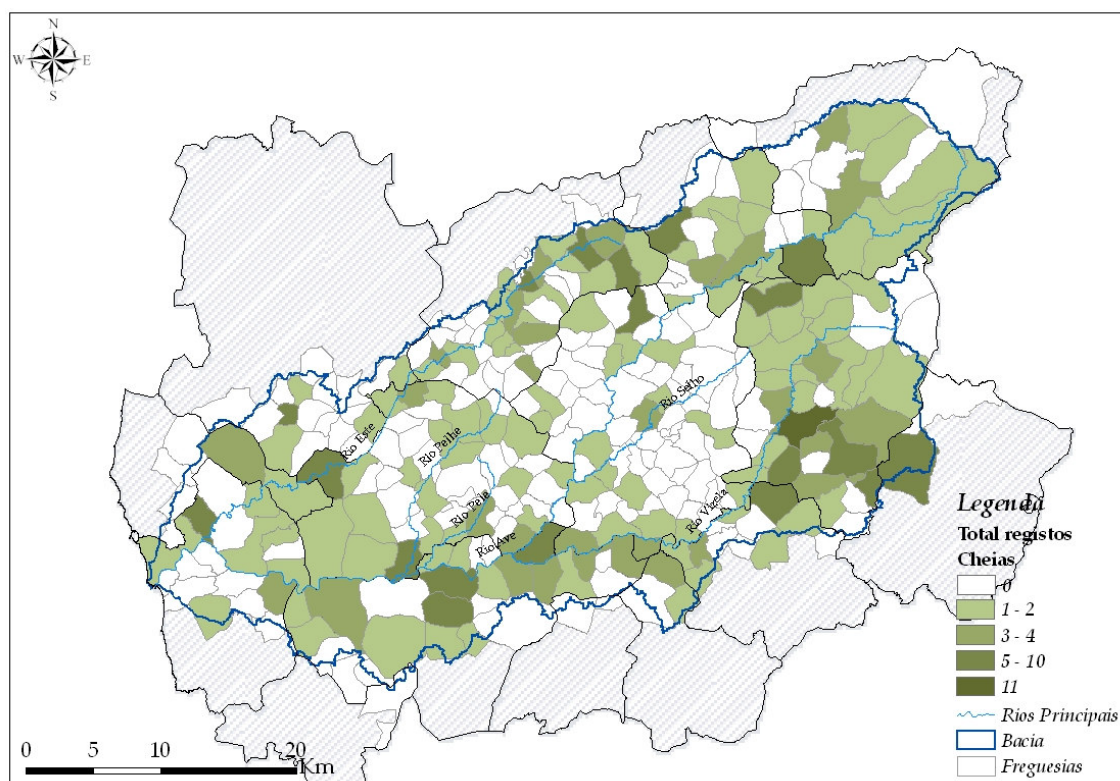 N
W E
S
Rio Selho
Rio Este
Rio Pelhe
Rio Pele
Rio Vizela
Rio Ave
Legenda
Total registos
Cheias
0
1 - 2
3 - 4
5 - 10
11
Rios Principais
Bacia
Freguesias
0 5 10 20
Km